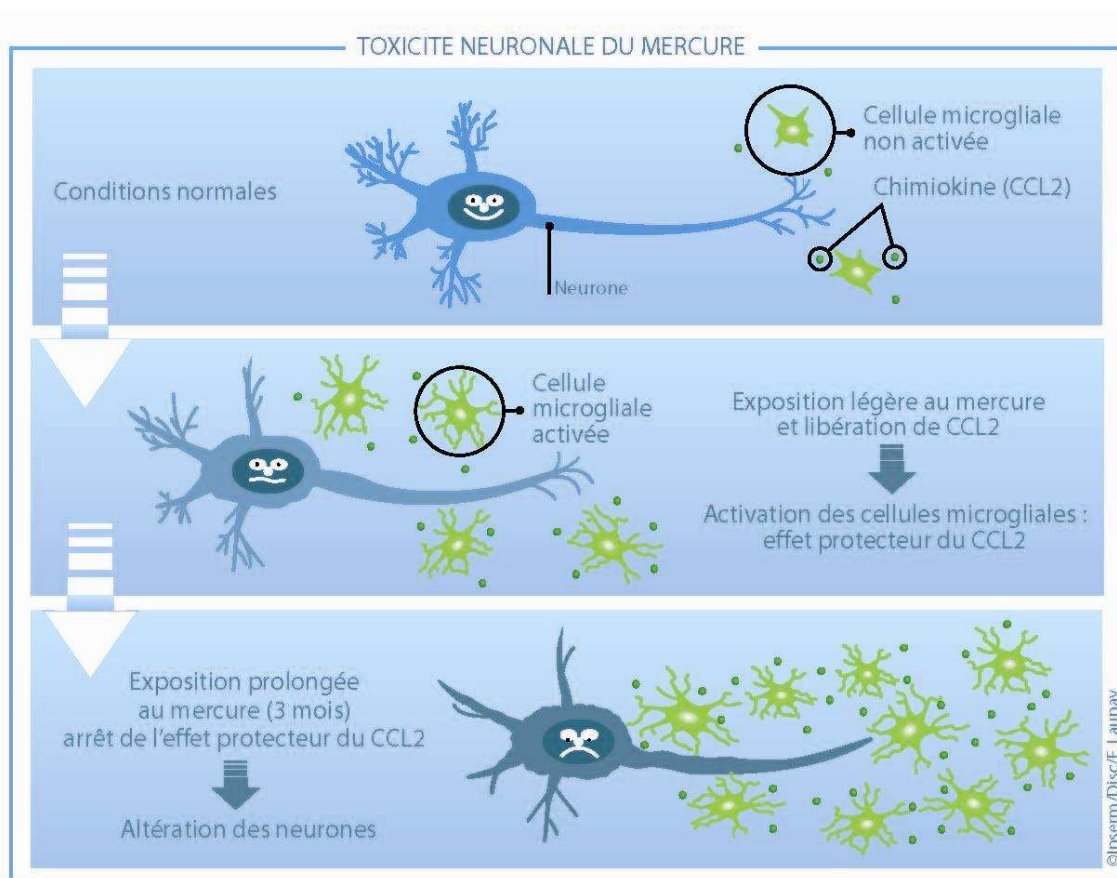 TOXICITE NEURONALE DU MERCURE
Conditions normales
Neurone
Cellule microgliale
non activée
Chimiokine (CCL2)
Cellule
microgliale
activée
Exposition légère au mercure
et libération de CCL2
Activation des cellules microgliales :
effet protecteur du CCL2
Exposition prolongée
au mercure (3 mois)
arrêt de l'effet protecteur du CCL2
Altération des neurones
©Inserm/Disc/F. Launay